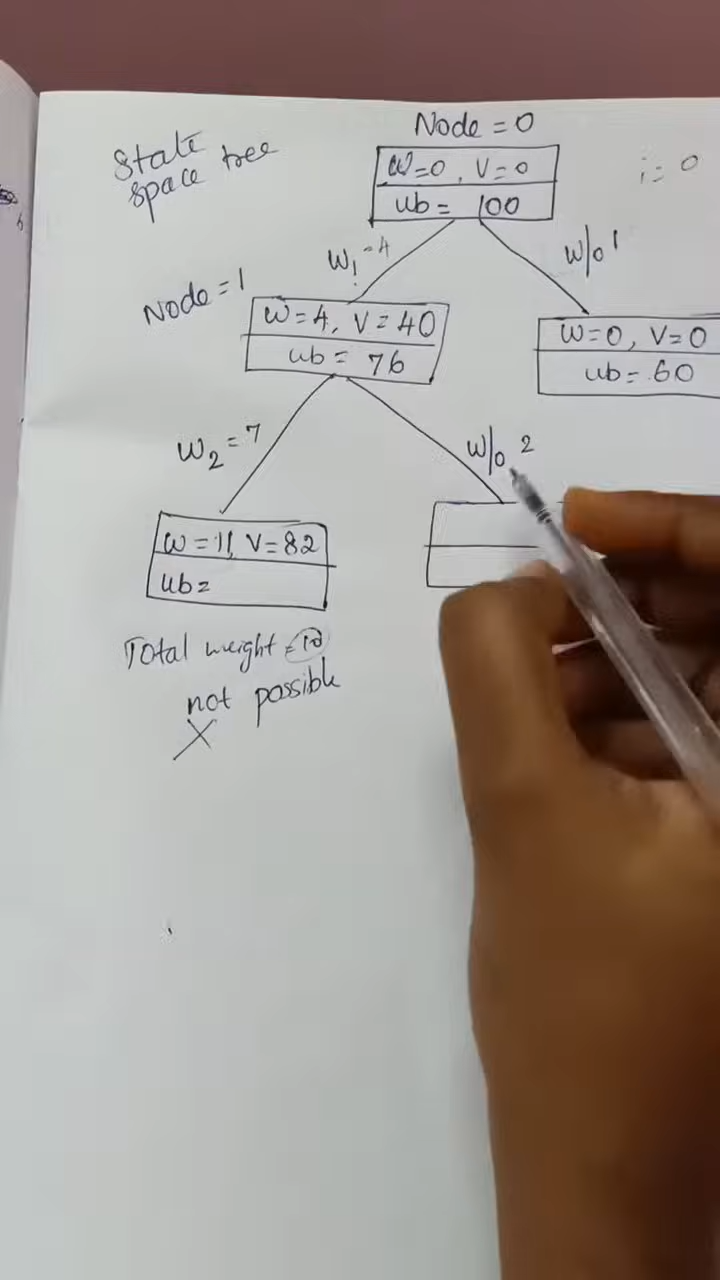 Node = 0
State
space tree
W=0, V=0
ub= 100
i= 0
W1=4
W/o 1
Node=1
W=4, V=40
ub= 76
W=0, V=0
ub=60
W2=7
W/o 2
W=11, V=82
ub=
Total weight =10
not possible
X